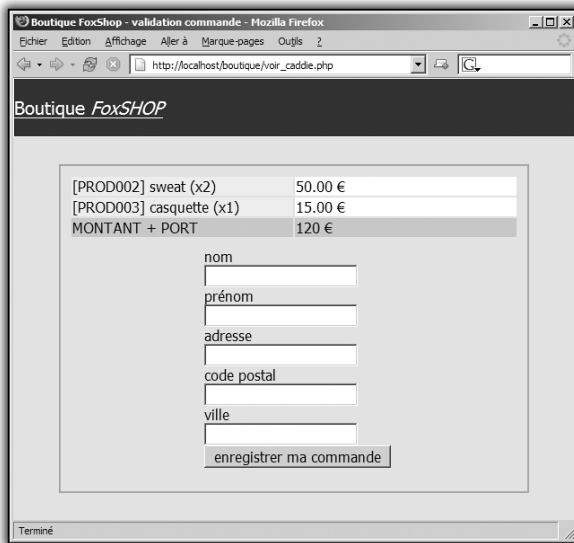 Boutique FoxShop - validation commande - Mozilla Firefox
Fichier Edition Affichage Aller à Marque-pages Outils ?
http://localhost/boutique/voir_caddie.php G
Boutique FoxSHOP
[PROD002] sweat (x2) 50.00 €
[PROD003] casquette (x1) 15.00 €
MONTANT + PORT 120 €
nom
prénom
adresse
code postal
ville
enregistrer ma commande
Terminé